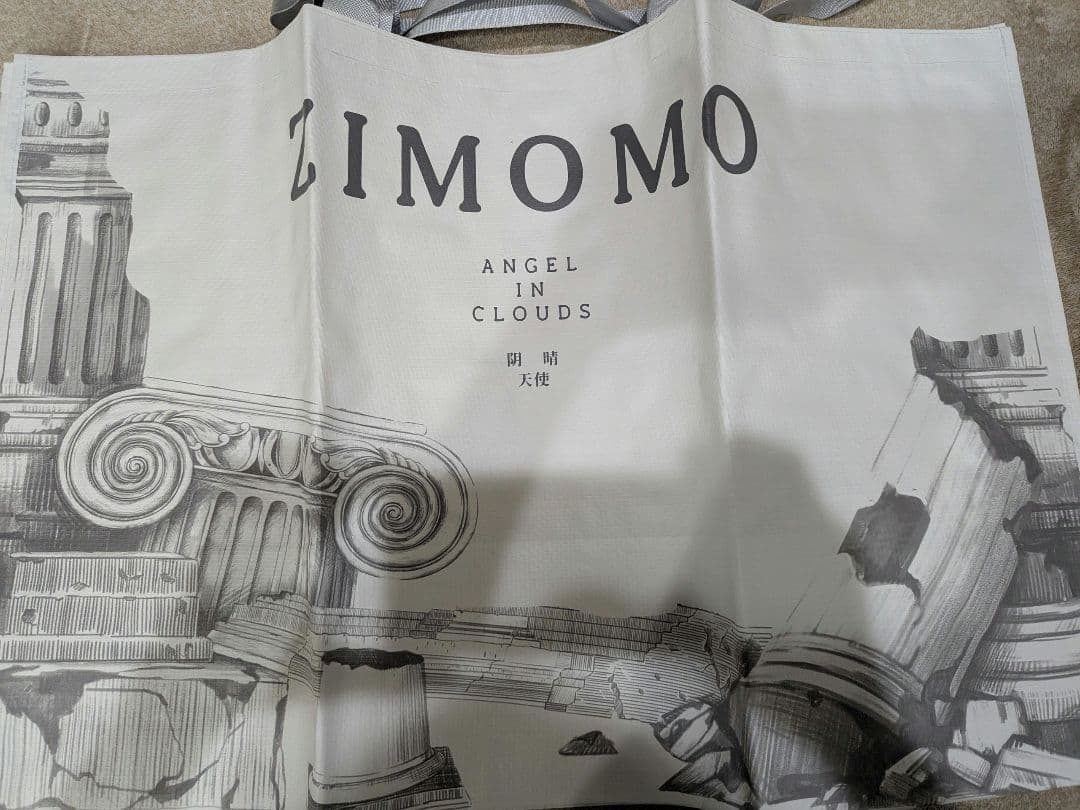 ZIMOMO
ANGEL
IN
CLOUDS
阴 晴
天使